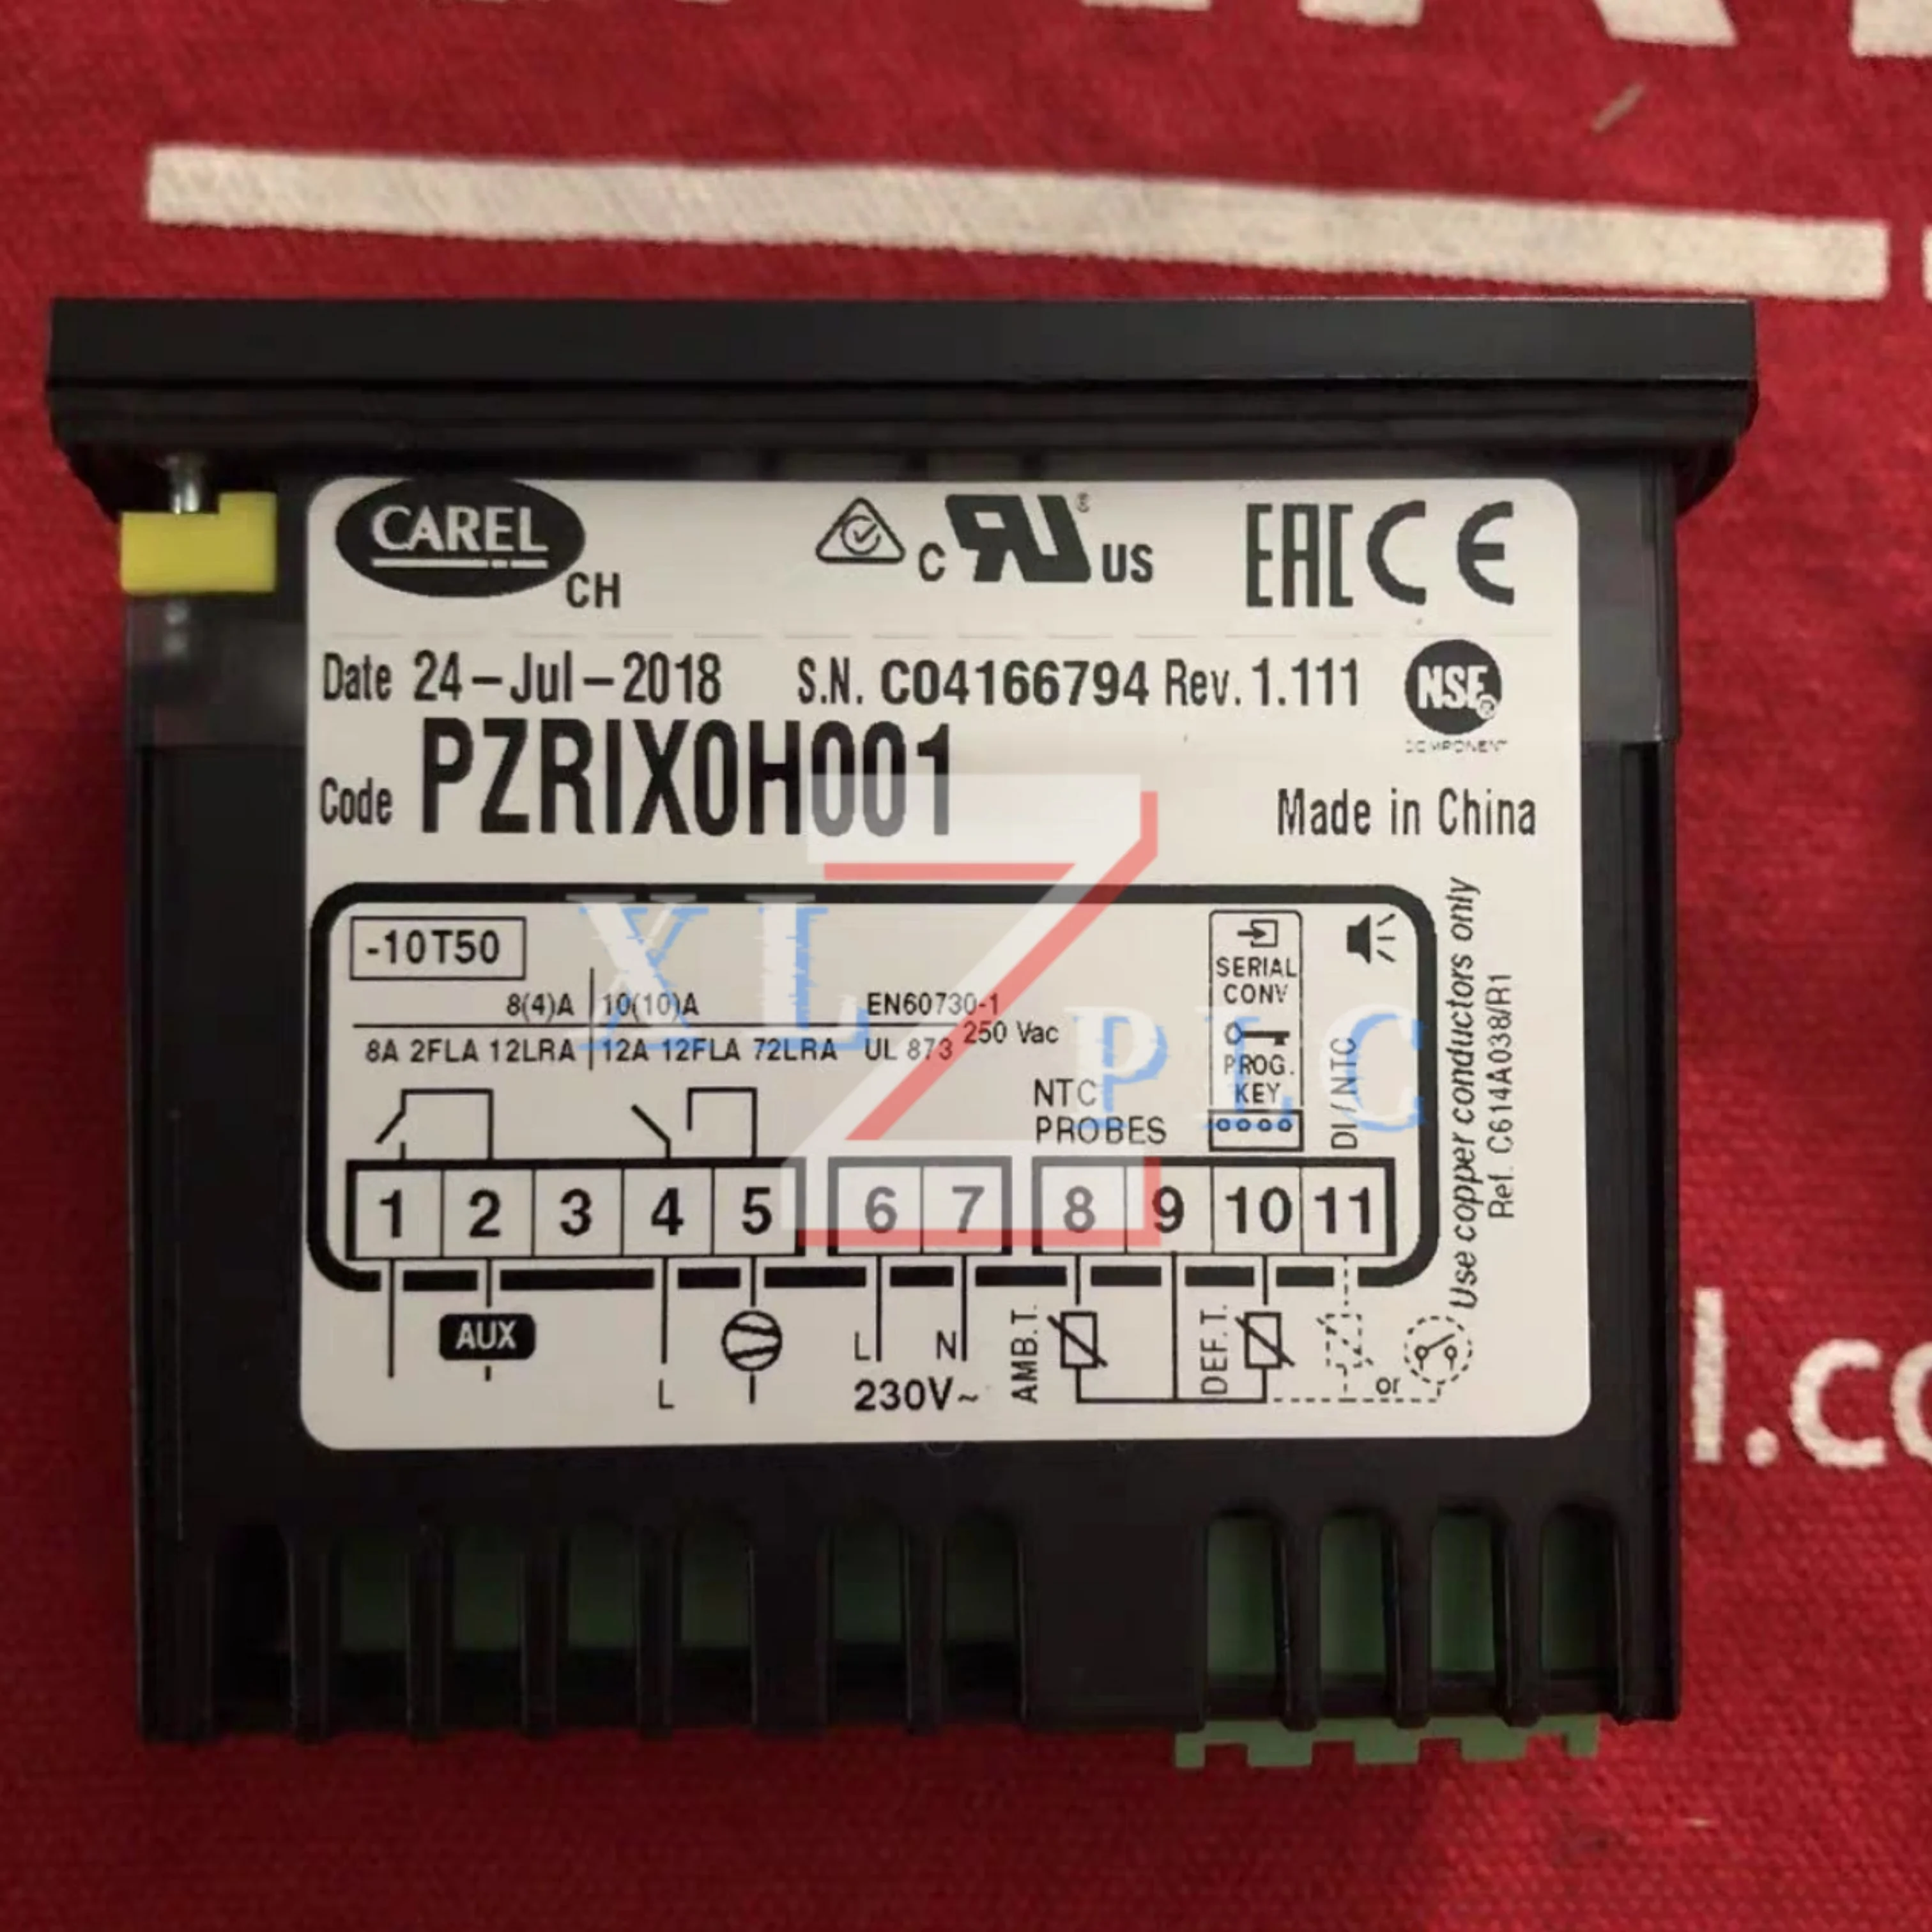 CAREL
CH
c RU ® US
EAC CE
Date 24-Jul-2018 S.N. C04166794 Rev. 1.111
NSF®
COMPONENT
Code PZRIX0H001
Made in China
-10T50
8(4)A 10(10)A EN60730-1
250 Vac
8A 2FLA 12LRA 12A 12FLA 72LRA UL 873
SERIAL
CONV
PROG.
KEY
NTC
PROBES
DI/NTC
Use copper conductors only
Ref. C614A038/R1
XL PLC
1 2 3 4 5 6 7 8 9 10 11
AUX
L
L N
230V~
AMB.T.
DEF.T.
or
l.co